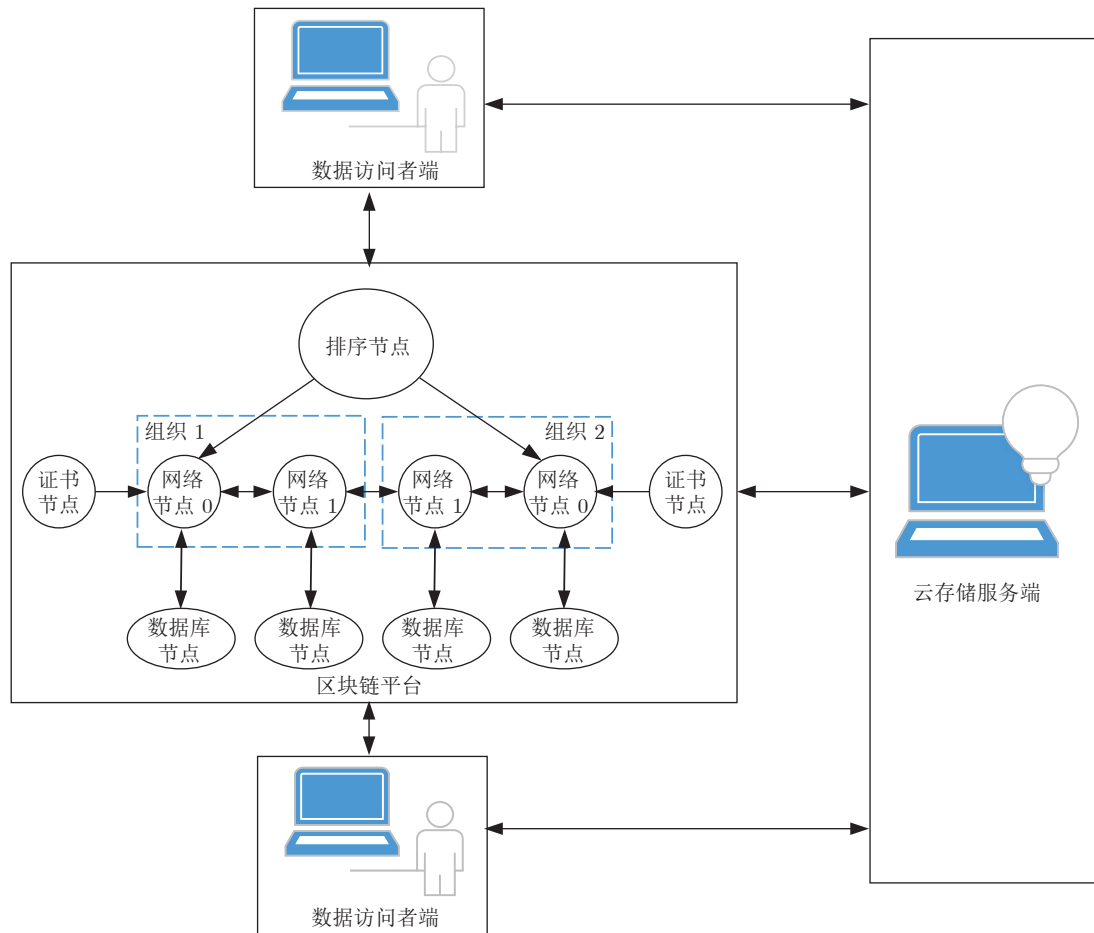 数据访问者端
排序节点
组织 1
组织 2
证书
节点
网络
节点 0
网络
节点 1
网络
节点 1
网络
节点 0
证书
节点
数据库
节点
数据库
节点
数据库
节点
数据库
节点
区块链平台
云存储服务端
数据访问者端